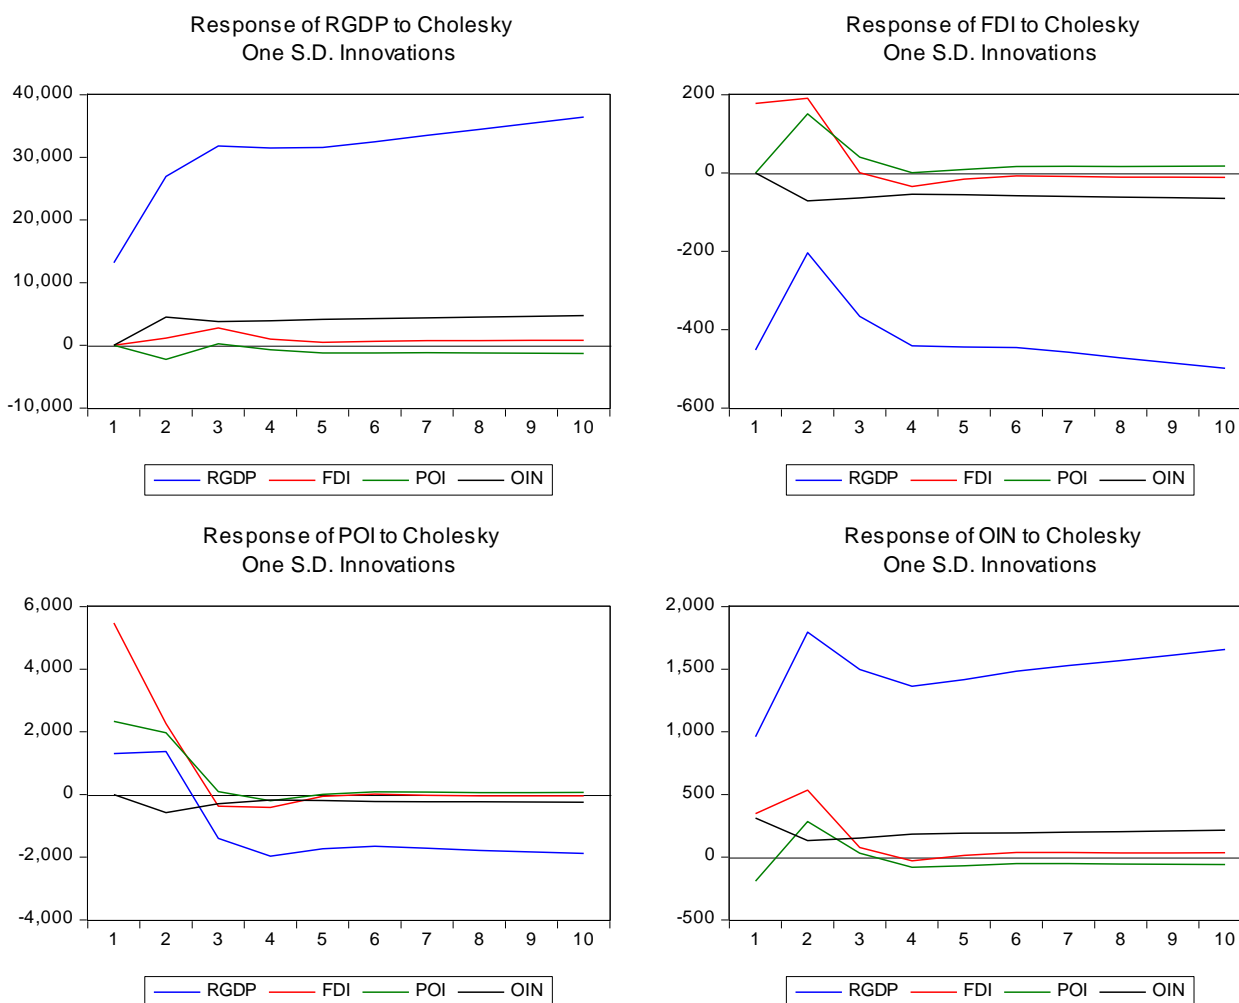 Response of RGDP to Cholesky
One S.D. Innovations
40,000
30,000
20,000
10,000
0
-10,000
1 2 3 4 5 6 7 8 9 10
RGDP FDI POI OIN
Response of FDI to Cholesky
One S.D. Innovations
200
0
-200
-400
-600
1 2 3 4 5 6 7 8 9 10
RGDP FDI POI OIN
Response of POI to Cholesky
One S.D. Innovations
6,000
4,000
2,000
0
-2,000
-4,000
1 2 3 4 5 6 7 8 9 10
RGDP FDI POI OIN
Response of OIN to Cholesky
One S.D. Innovations
2,000
1,500
1,000
500
0
-500
1 2 3 4 5 6 7 8 9 10
RGDP FDI POI OIN